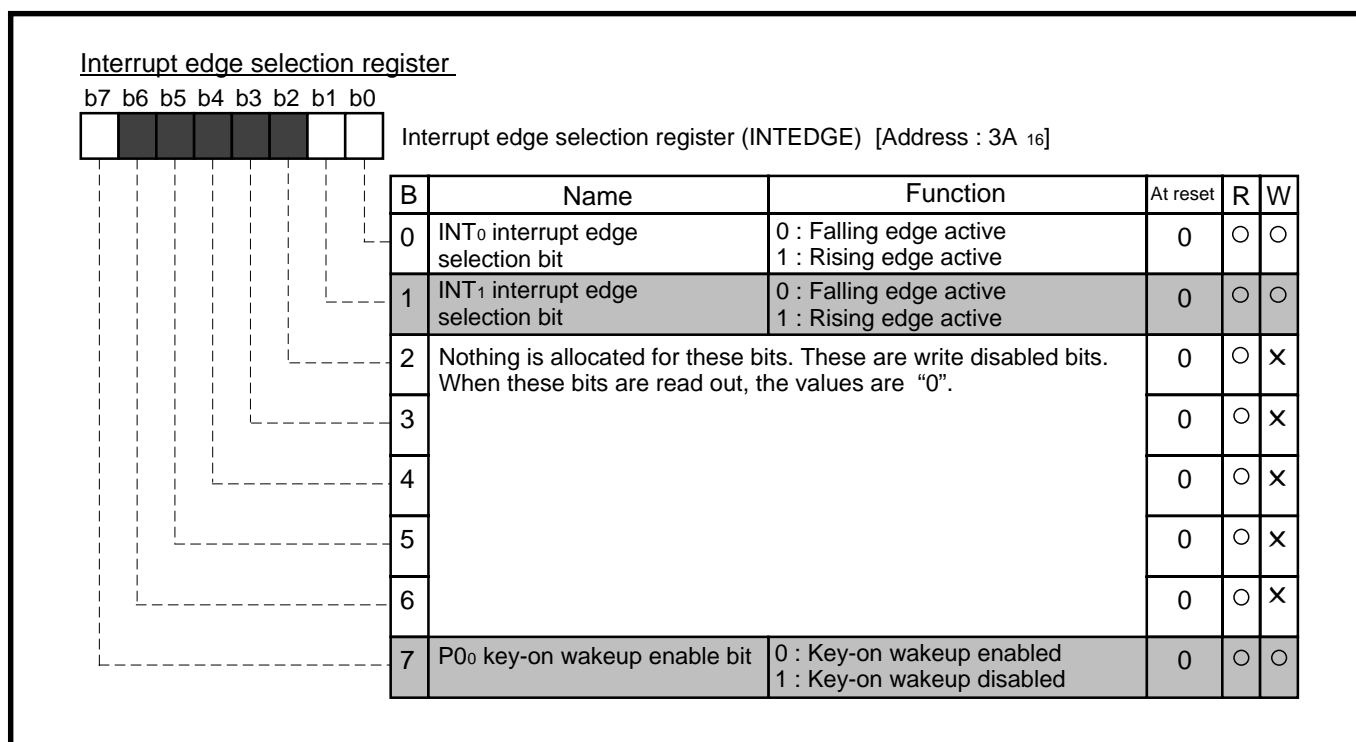 Interrupt edge selection register
b7 b6 b5 b4 b3 b2 b1 b0
Interrupt edge selection register (INTEDGE) [Address : 3A 16]
B Name Function At reset R W
0 INT0 interrupt edge selection bit 0 : Falling edge active 0 ○ ○
1 : Rising edge active
1 INT1 interrupt edge selection bit 0 : Falling edge active 0 ○ ○
1 : Rising edge active
2 Nothing is allocated for these bits. These are write disabled bits. 0 ○ ×
When these bits are read out, the values are “0”.
3 0 ○ ×
4 0 ○ ×
5 0 ○ ×
6 0 ○ ×
7 P00 key-on wakeup enable bit 0 : Key-on wakeup enabled 0 ○ ○
1 : Key-on wakeup disabled